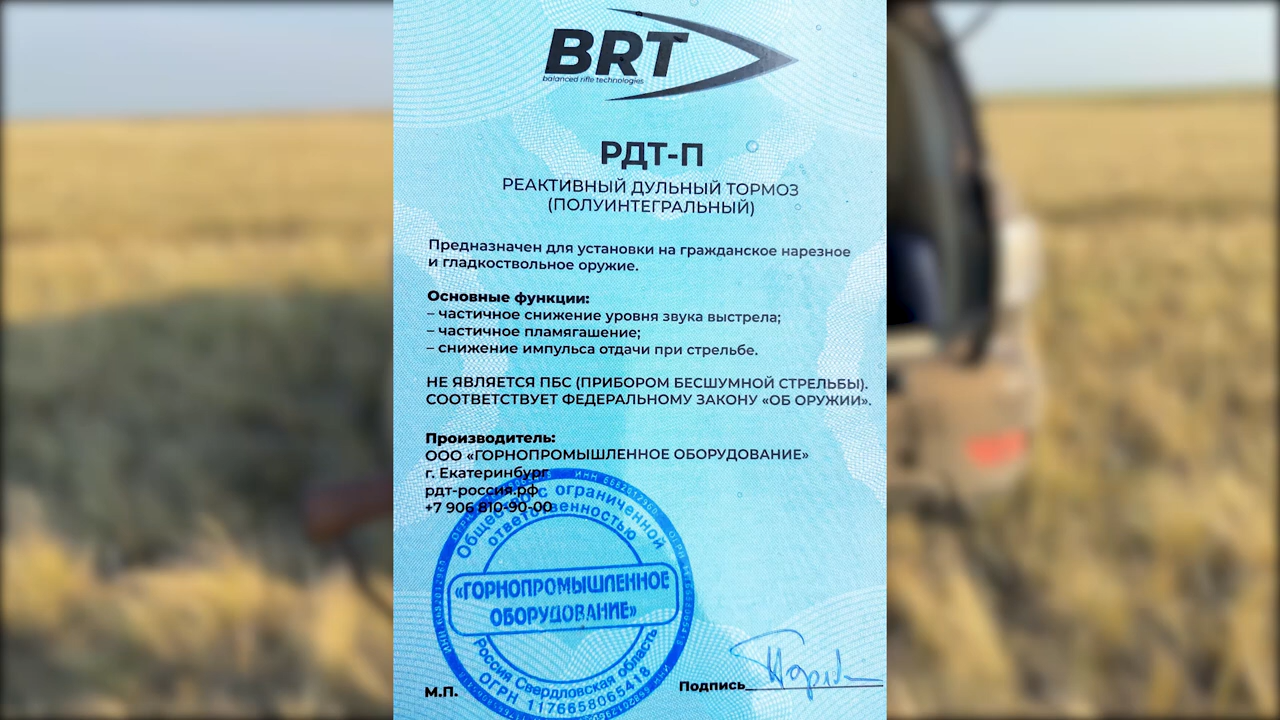 BRT
balanced rifle technologies
РДТ-П
РЕАКТИВНЫЙ ДУЛЬНЫЙ ТОРМОЗ
(ПОЛУИНТЕГРАЛЬНЫЙ)
Предназначен для установки на гражданское нарезное
и гладкоствольное оружие.
Основные функции:
– частичное снижение уровня звука выстрела;
– частичное пламягашение;
– снижение импульса отдачи при стрельбе.
НЕ ЯВЛЯЕТСЯ ПБС (ПРИБОРОМ БЕСШУМНОЙ СТРЕЛЬБЫ).
СООТВЕТСТВУЕТ ФЕДЕРАЛЬНОМУ ЗАКОНУ «ОБ ОРУЖИИ».
Производитель:
ООО «ГОРНОПРОМЫШЛЕННОЕ ОБОРУДОВАНИЕ»
г. Екатеринбург
рдт-россия.рф
+7 906 810-90-00
Общество с ограниченной
ответственностью
«ГОРНОПРОМЫШЛЕННОЕ
ОБОРУДОВАНИЕ»
Россия Свердловская область
ОГРН 1176658065418
М.П.
Подпись